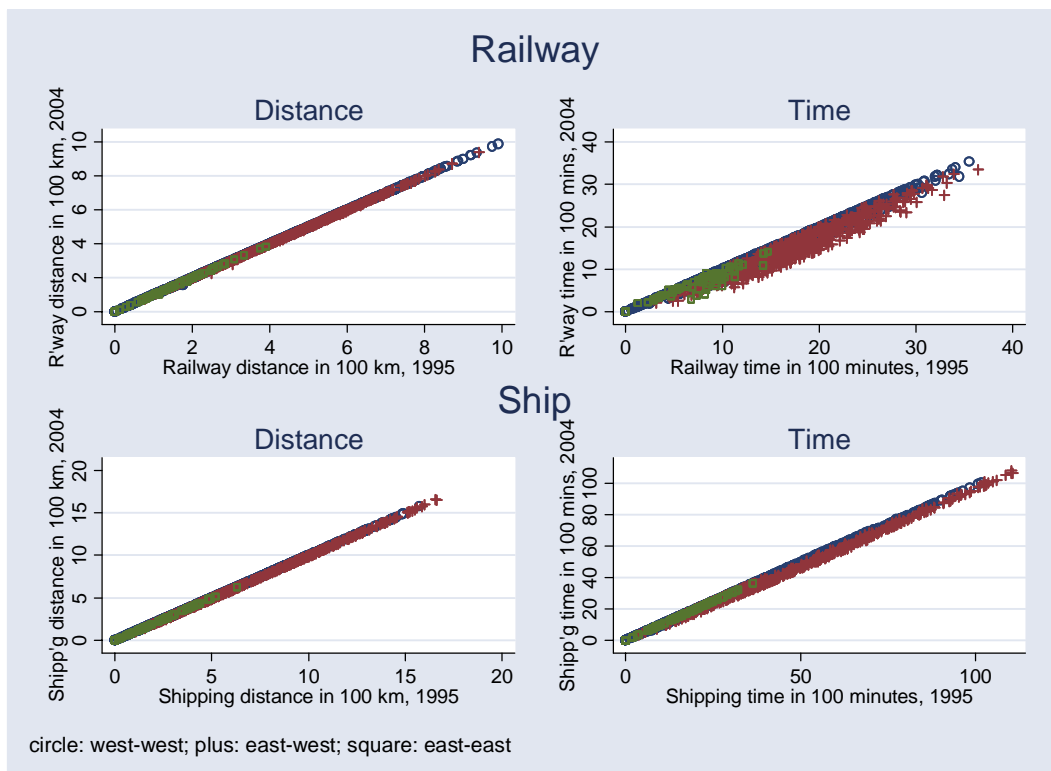 Railway
Distance
R'way distance in 100 km, 2004
0 2 4 6 8 10
0 2 4 6 8 10
Railway distance in 100 km, 1995
Time
R'way time in 100 mins, 2004
0 10 20 30 40
0 10 20 30 40
Railway time in 100 minutes, 1995
Ship
Distance
Shipp'g distance in 100 km, 2004
0 5 10 15 20
0 5 10 15 20
Shipping distance in 100 km, 1995
Time
Shipp'g time in 100 mins, 2004
0 20 40 60 80 100
0 50 100
Shipping time in 100 minutes, 1995
circle: west-west; plus: east-west; square: east-east